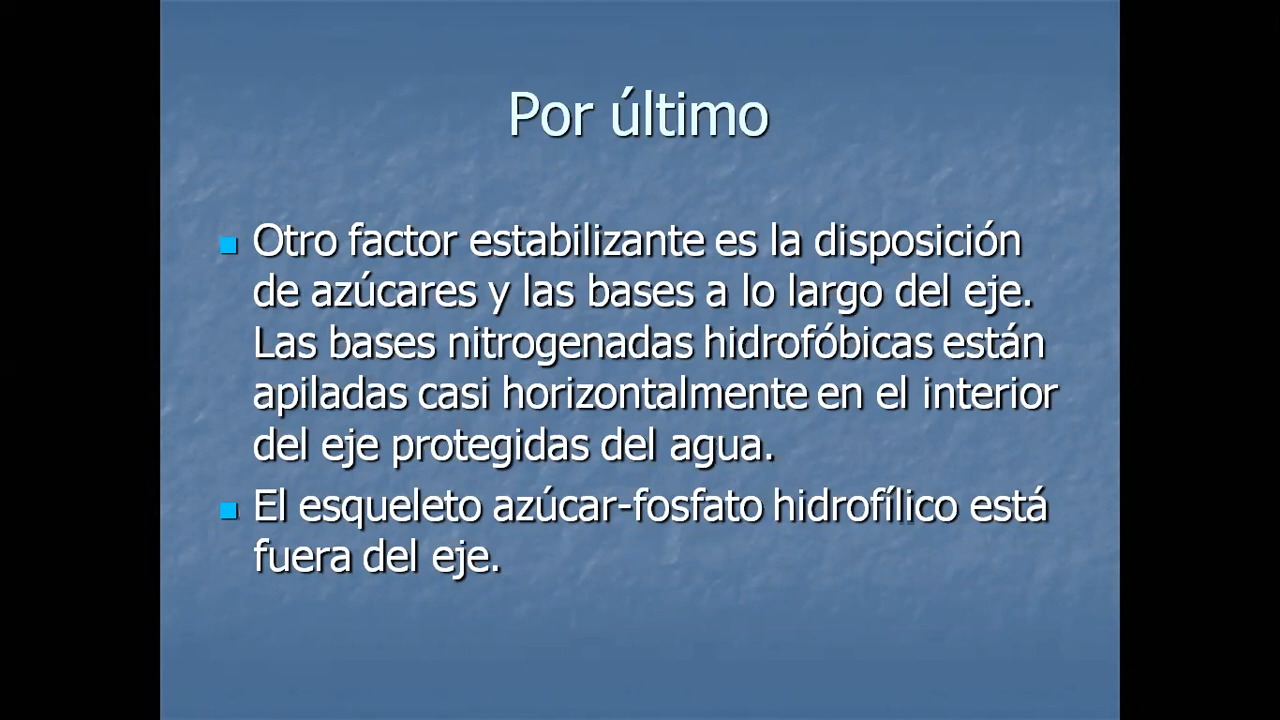 Por último
Otro factor estabilizante es la disposición
de azúcares y las bases a lo largo del eje.
Las bases nitrogenadas hidrofóbicas están
apiladas casi horizontalmente en el interior
del eje protegidas del agua.
El esqueleto azúcar-fosfato hidrofílico está
fuera del eje.